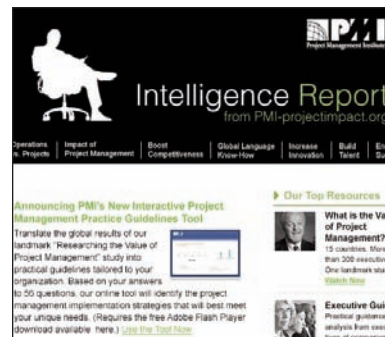 PMI
Project Management Institute
Intelligence Report
from PMI-projectimpact.org
Operations
vs. Projects
Impact of
Project Management
Boost
Competitiveness
Global Language
Know-How
Increase
Innovation
Build
Talent
Announcing PMI's New Interactive Project
Management Practice Guidelines Tool
Translate the global results of our
landmark "Researching the Value of
Project Management" study into
practical guidelines tailored to your
organization. Based on your answers
to 56 questions, our online tool will identify the project
management implementation strategies that will best meet
your unique needs. (Requires the free Adobe Flash Player
download available here.) Use the Tool Now
Our Top Resources
What is the Va
of Project
Management?
15 countries. More
than 300 executiv
One landmark stu
Watch Now
Executive Guid
Practical guidance
analysis from